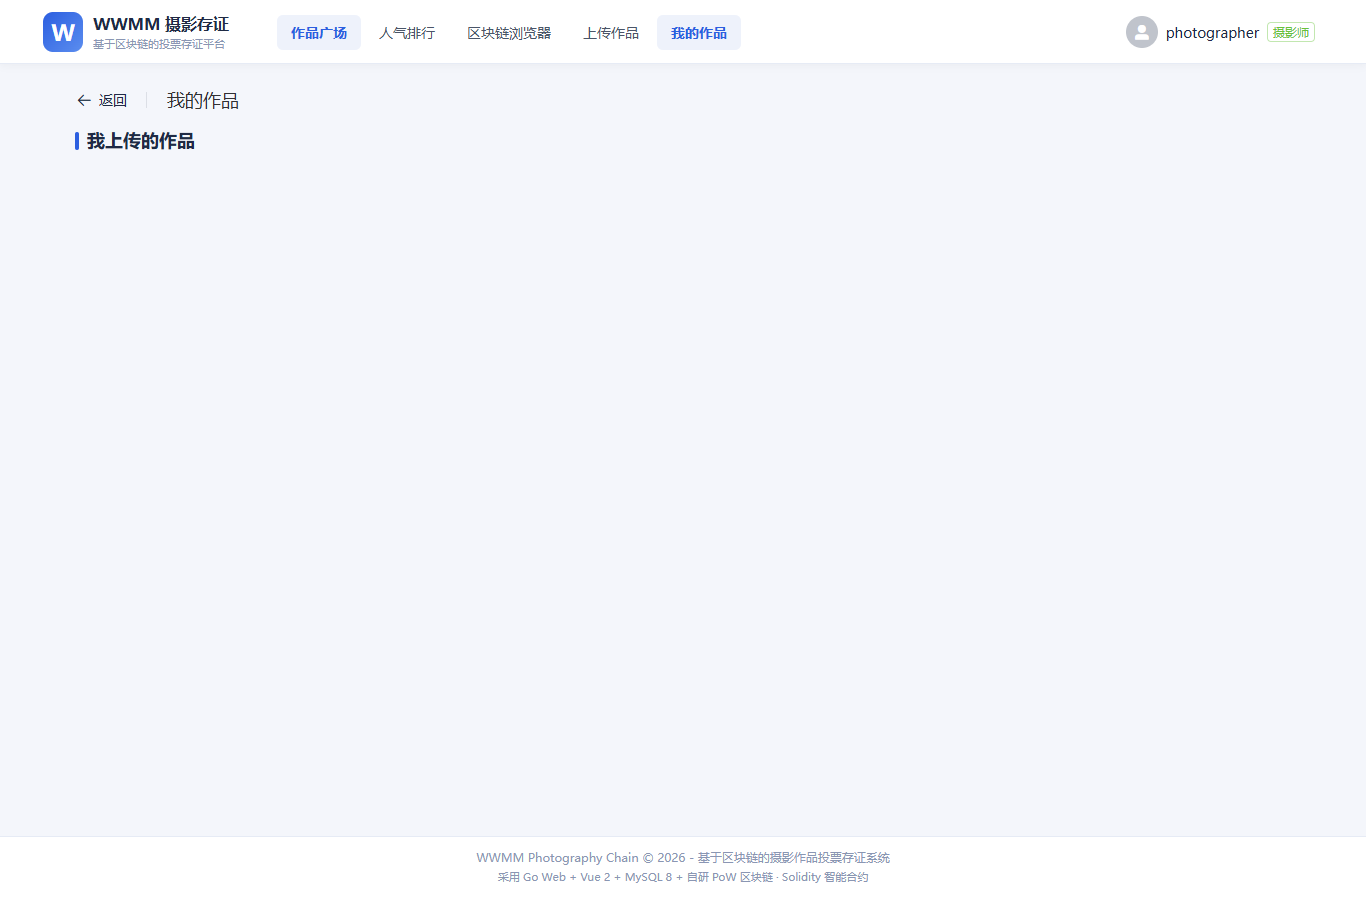 W
WWMM 摄影存证
基于区块链的投票存证平台
作品广场 人气排行 区块链浏览器 上传作品 我的作品
photographer 摄影师
返回 我的作品
我上传的作品
WWMM Photography Chain © 2026 - 基于区块链的摄影作品投票存证系统
采用 Go Web + Vue 2 + MySQL 8 + 自研 PoW 区块链 · Solidity 智能合约